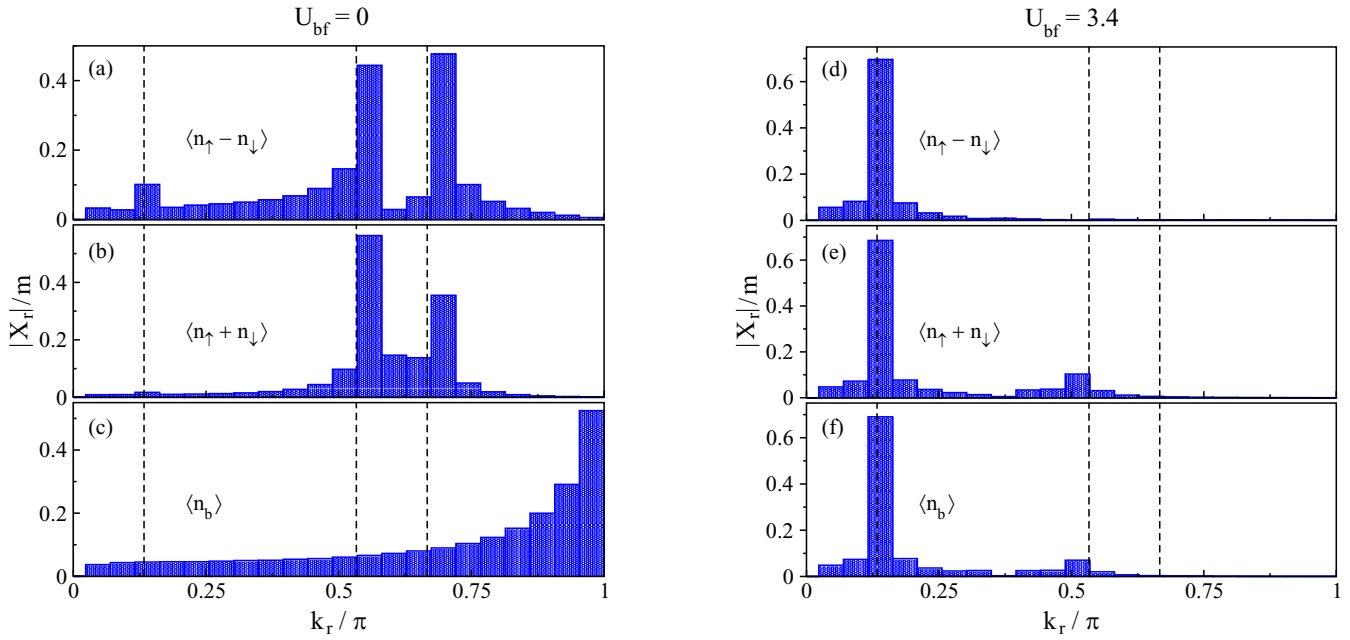 U_bf = 0
(a)
⟨n↑ − n↓⟩
0.4
0.2
0
(b)
⟨n↑ + n↓⟩
0.4
0.2
0
(c)
⟨n_b⟩
0.4
0.2
0
|X_r|/m
0 0.25 0.5 0.75 1
k_r / π
U_bf = 3.4
(d)
⟨n↑ − n↓⟩
0.6
0.4
0.2
0
(e)
⟨n↑ + n↓⟩
0.6
0.4
0.2
0
(f)
⟨n_b⟩
0.6
0.4
0.2
0
|X_r|/m
0 0.25 0.5 0.75 1
k_r / π